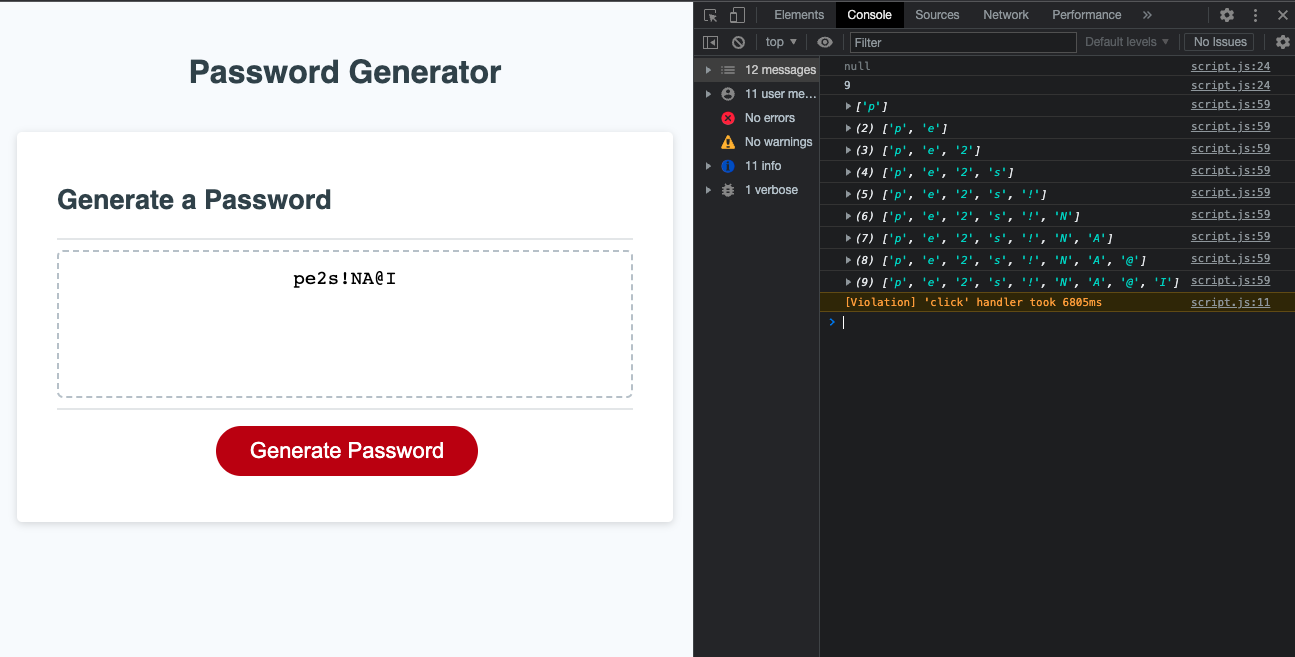 Password Generator
Generate a Password
pe2s!NA@I
Generate Password
Elements Console Sources Network Performance »
top ▼ Filter Default levels ▼ No Issues
12 messages
11 user me...
No errors
No warnings
11 info
1 verbose
null script.js:24
9 script.js:24
▶ ['p'] script.js:59
▶ (2) ['p', 'e'] script.js:59
▶ (3) ['p', 'e', '2'] script.js:59
▶ (4) ['p', 'e', '2', 's'] script.js:59
▶ (5) ['p', 'e', '2', 's', '!'] script.js:59
▶ (6) ['p', 'e', '2', 's', '!', 'N'] script.js:59
▶ (7) ['p', 'e', '2', 's', '!', 'N', 'A'] script.js:59
▶ (8) ['p', 'e', '2', 's', '!', 'N', 'A', '@'] script.js:59
▶ (9) ['p', 'e', '2', 's', '!', 'N', 'A', '@', 'I'] script.js:59
[Violation] 'click' handler took 6805ms script.js:11